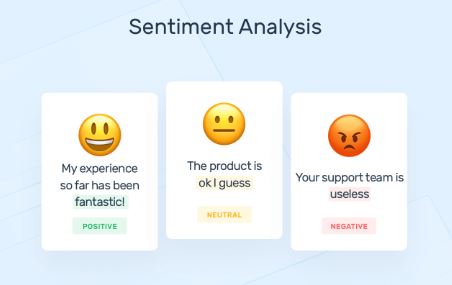 Sentiment Analysis
My experience
so far has been
fantastic!
POSITIVE
The product is
ok I guess
NEUTRAL
Your support team is
useless
NEGATIVE